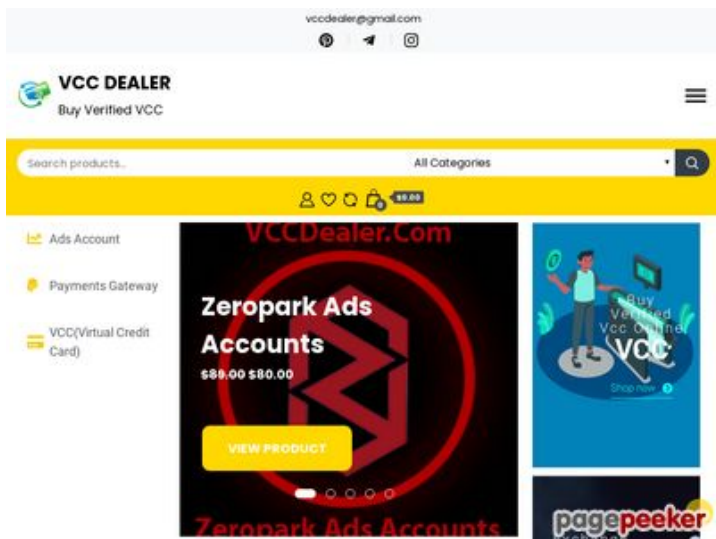 vccdealer@gmail.com
VCC DEALER
Buy Verified VCC
Search products..
All Categories
0
$0.00
Ads Account
Payments Gateway
VCC(Virtual Credit
Card)
VCCDealer.Com
Zeropark Ads
Accounts
$89.00 $80.00
VIEW PRODUCT
Zeropark Ads Accounts
Buy
Verified
Vcc Online
VCC
Shop now
pagepeeker